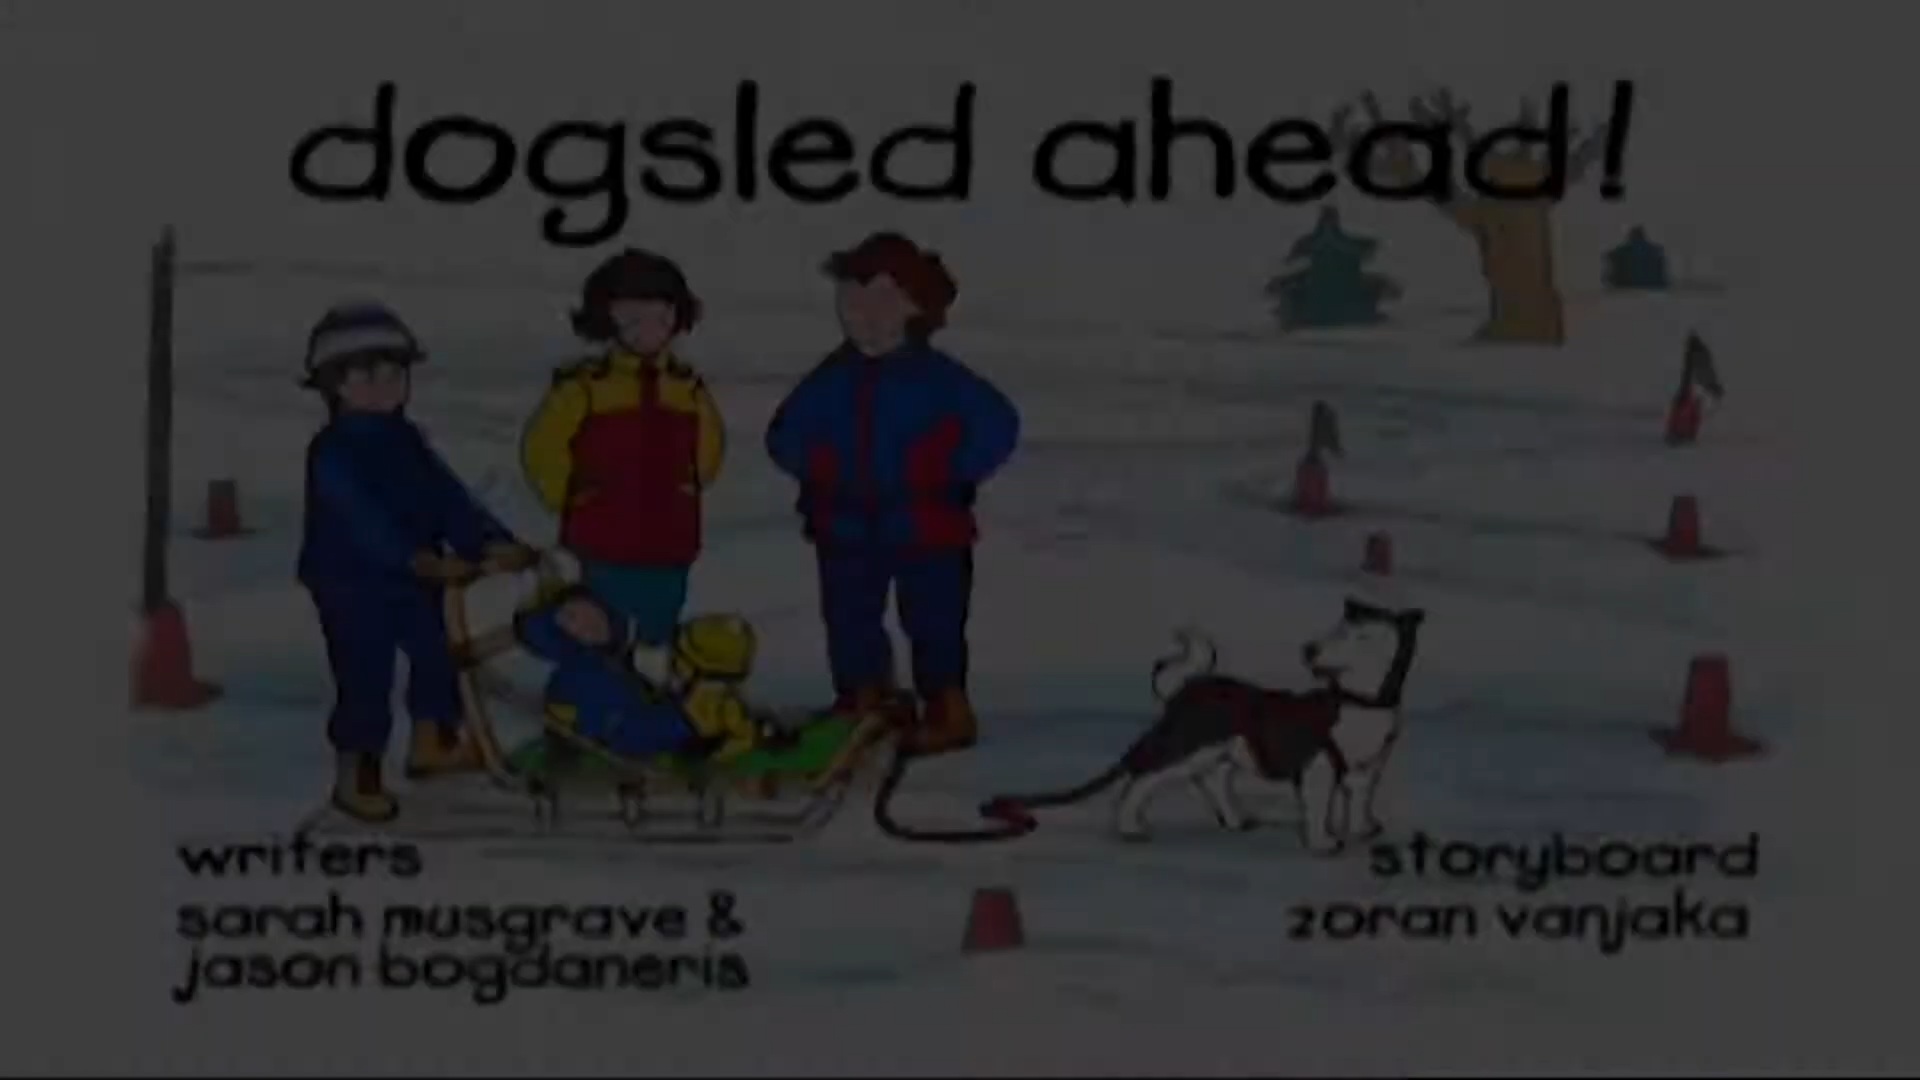 dogsled ahead!
writers
sarah musgrave &
jason bogdaneris
storyboard
zoran vanjaka